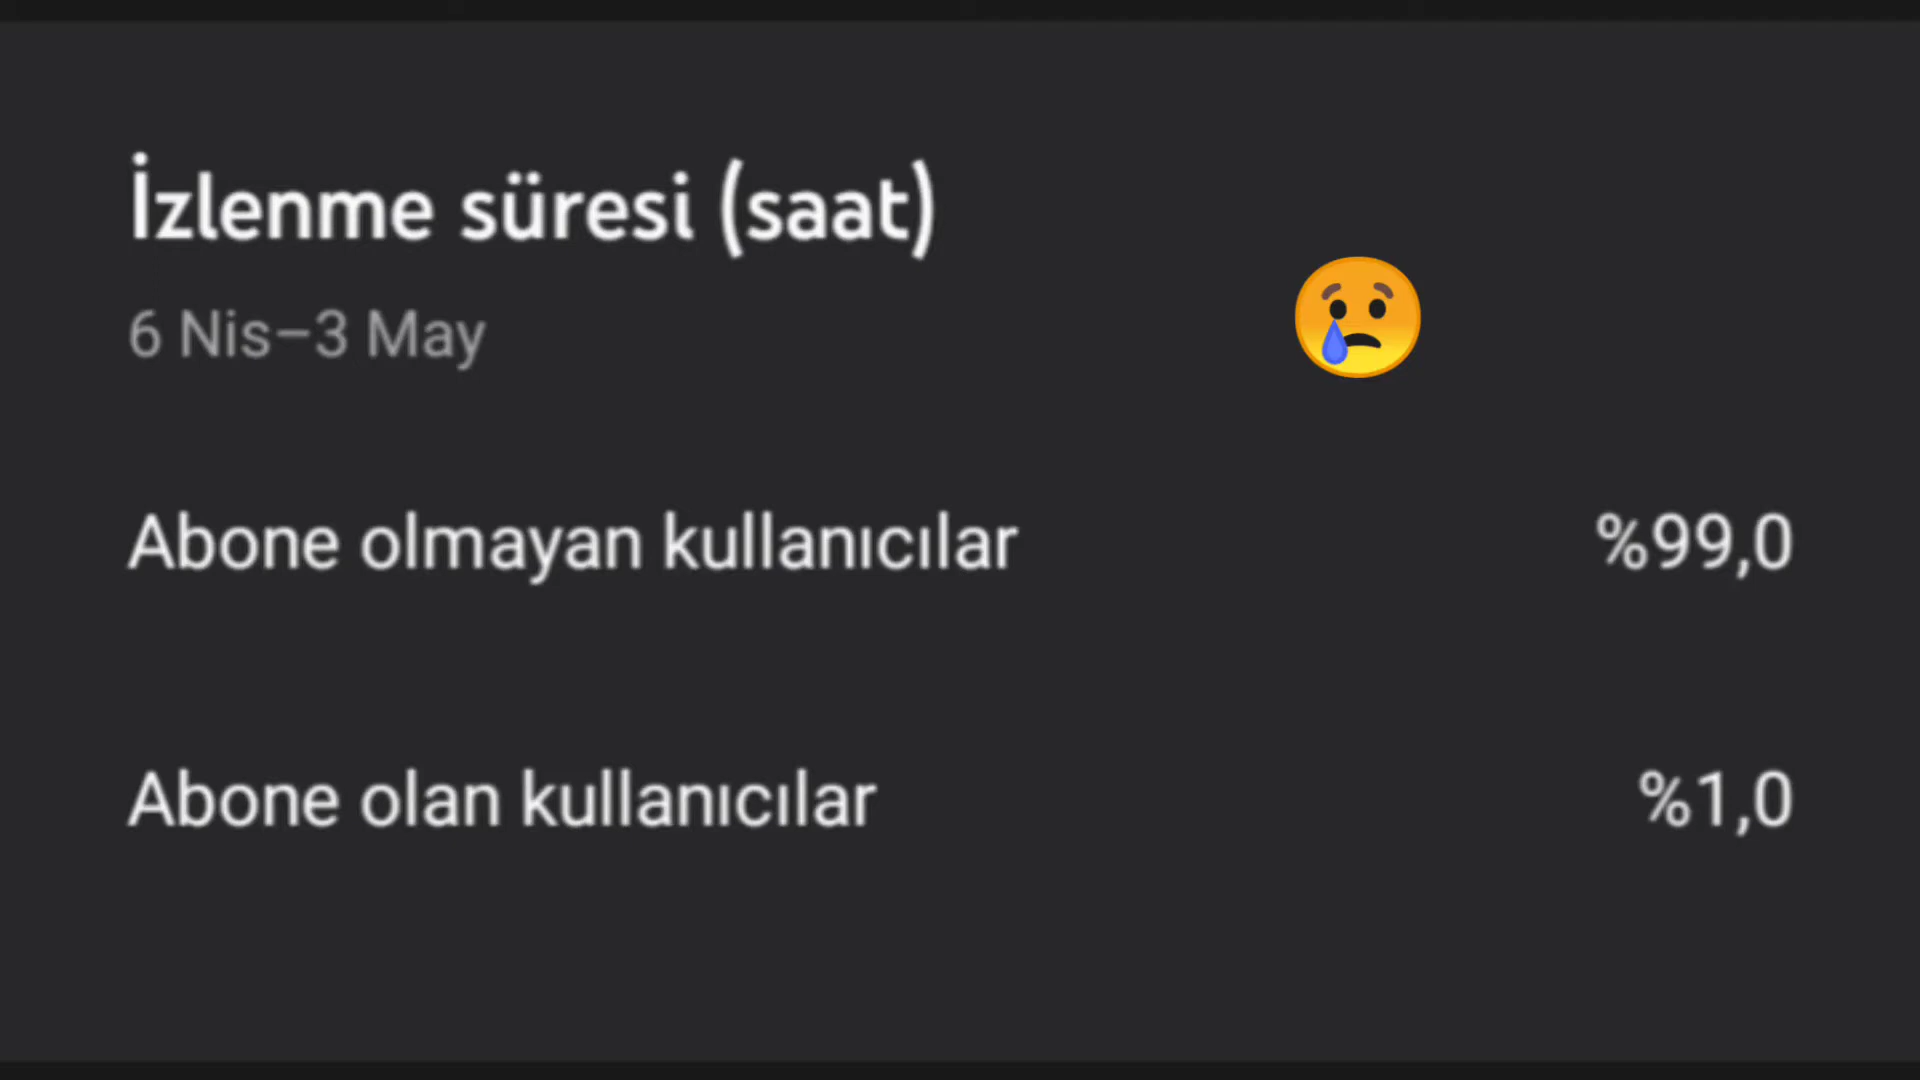 İzlenme süresi (saat)
6 Nis–3 May
Abone olmayan kullanıcılar %99,0
Abone olan kullanıcılar %1,0